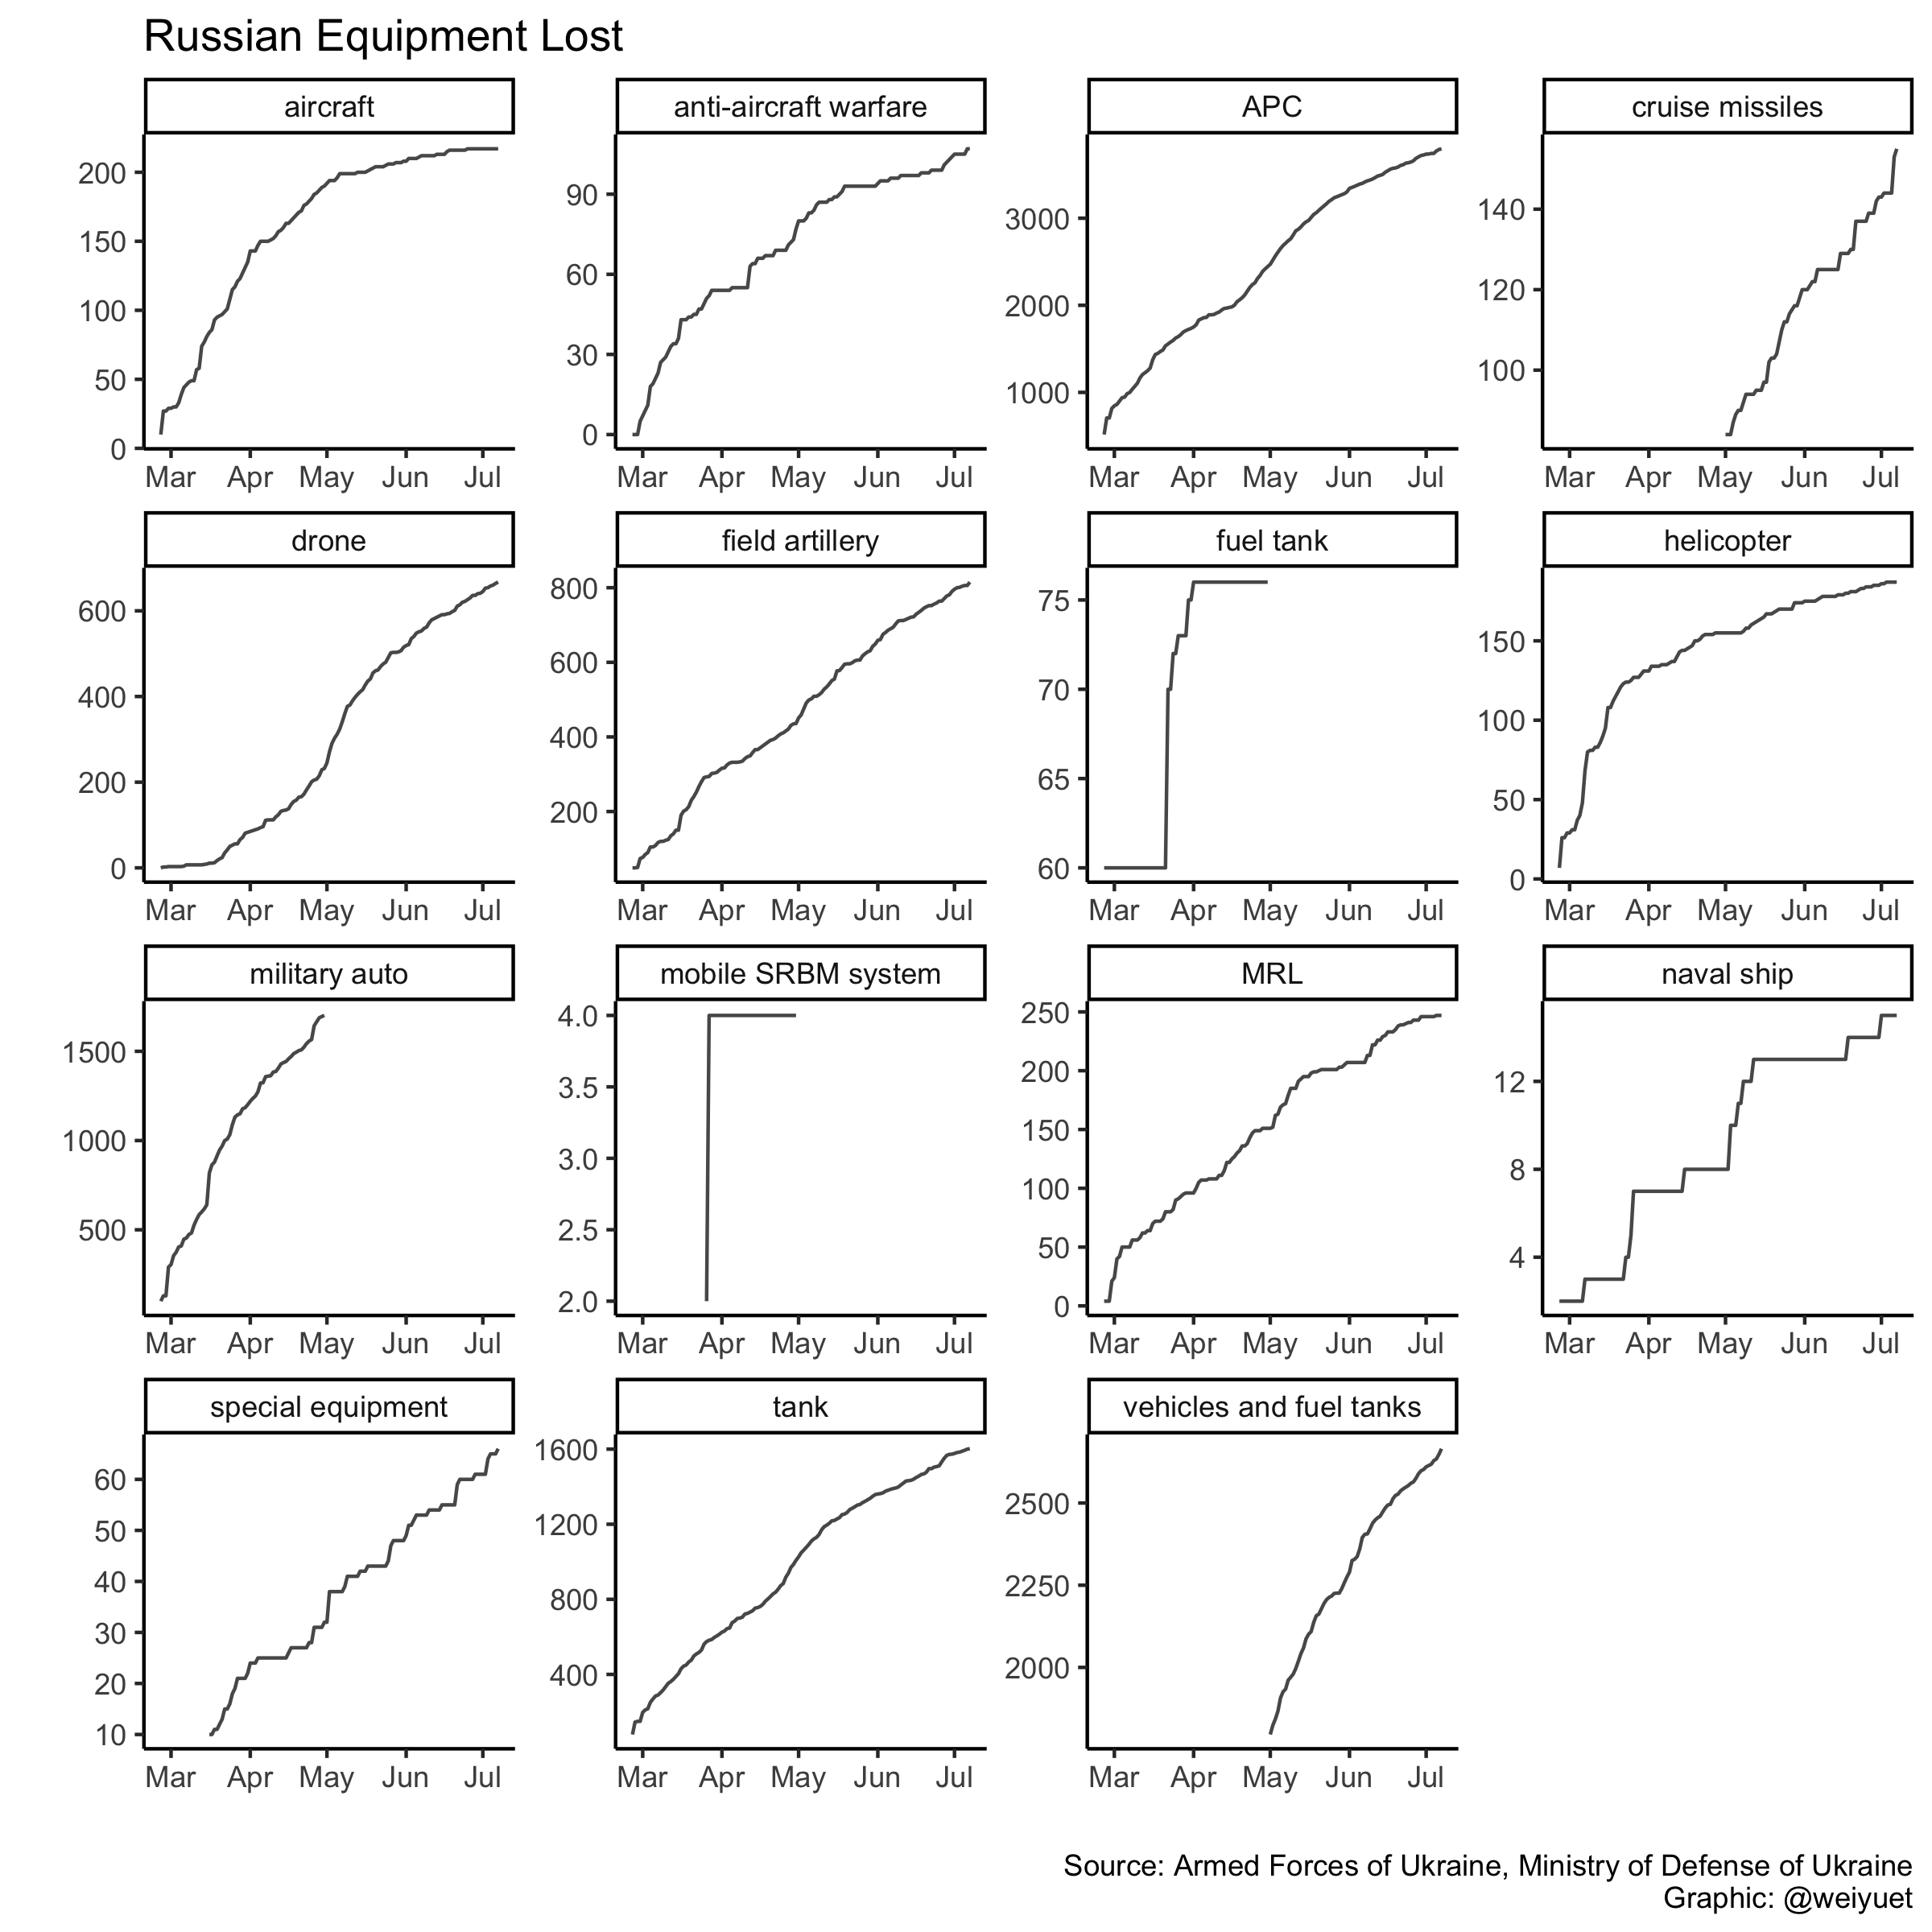 Russian Equipment Lost
aircraft
anti-aircraft warfare
APC
cruise missiles
200
150
100
50
0
Mar Apr May Jun Jul
90
60
30
0
Mar Apr May Jun Jul
3000
2000
1000
Mar Apr May Jun Jul
140
120
100
Mar Apr May Jun Jul
drone
field artillery
fuel tank
helicopter
600
400
200
0
Mar Apr May Jun Jul
800
600
400
200
Mar Apr May Jun Jul
75
70
65
60
Mar Apr May Jun Jul
150
100
50
0
Mar Apr May Jun Jul
military auto
mobile SRBM system
MRL
naval ship
1500
1000
500
Mar Apr May Jun Jul
4.0
3.5
3.0
2.5
2.0
Mar Apr May Jun Jul
250
200
150
100
50
0
Mar Apr May Jun Jul
12
8
4
Mar Apr May Jun Jul
special equipment
tank
vehicles and fuel tanks
60
50
40
30
20
10
Mar Apr May Jun Jul
1600
1200
800
400
Mar Apr May Jun Jul
2500
2250
2000
Mar Apr May Jun Jul
Source: Armed Forces of Ukraine, Ministry of Defense of Ukraine
Graphic: @weiyuet